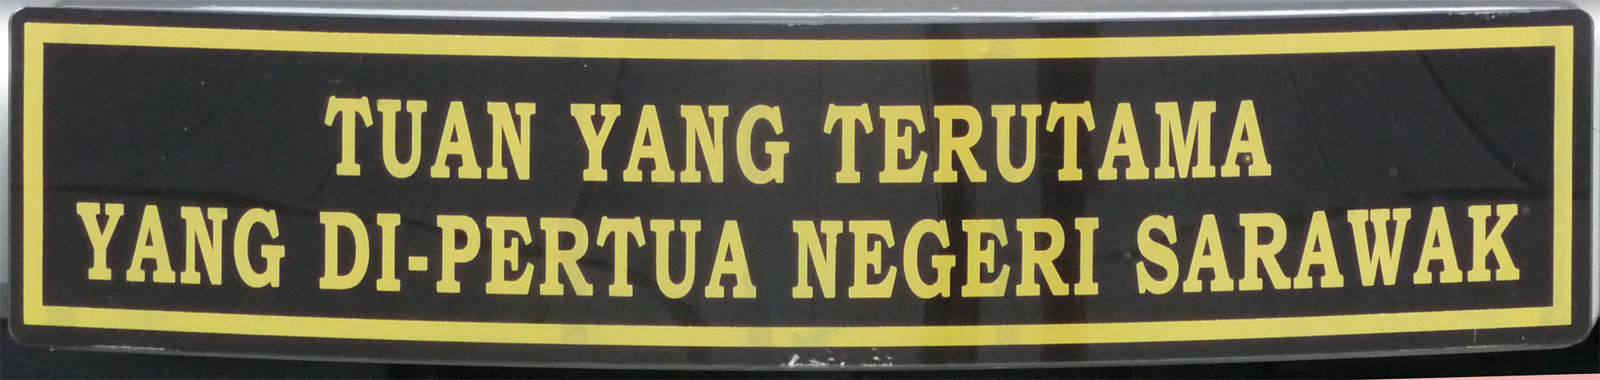 TUAN YANG TERUTAMA
YANG DI-PERTUA NEGERI SARAWAK